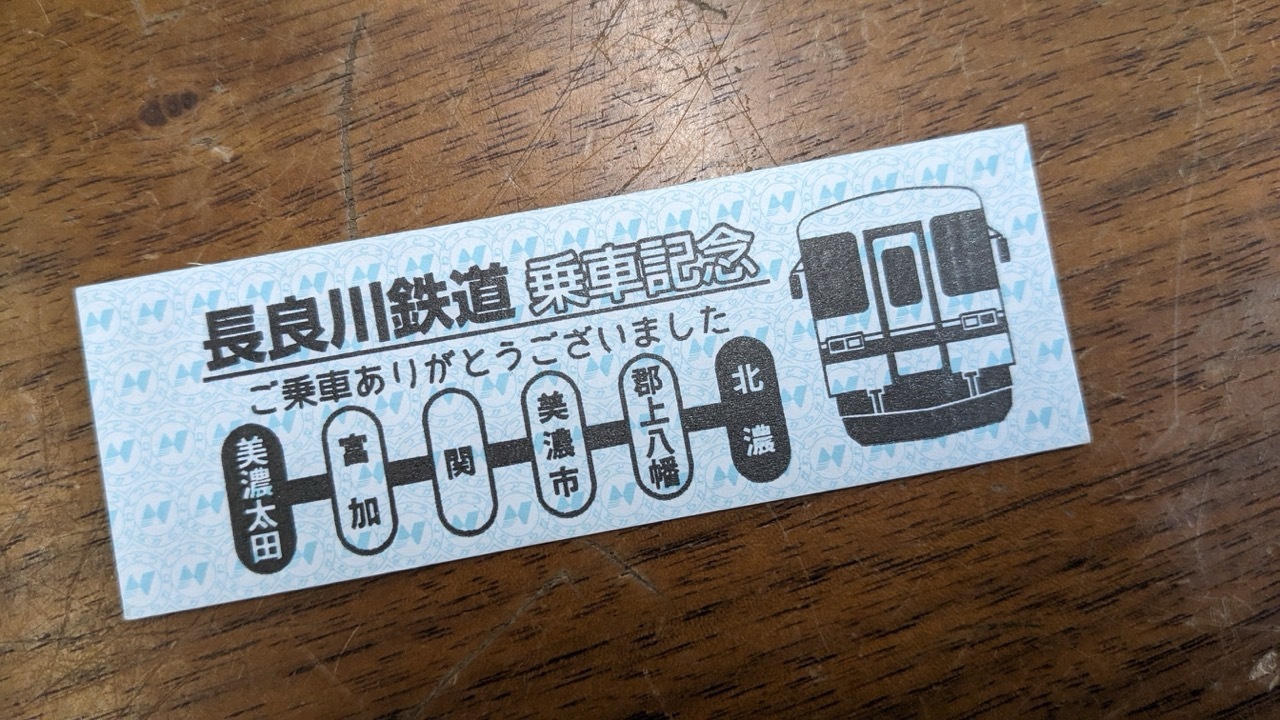 長良川鉄道 乗車記念
ご乗車ありがとうございました
美濃太田
富加
関
美濃市
郡上八幡
北濃